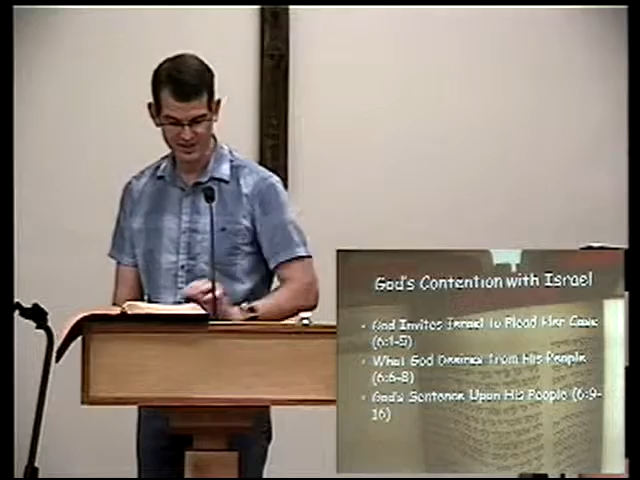 God's Contention with Israel
• God Invites Israel to Plead Her Case
(6:1-5)
• What God Desires from His People
(6:6-8)
• God's Sentence Upon His People (6:9-
16)